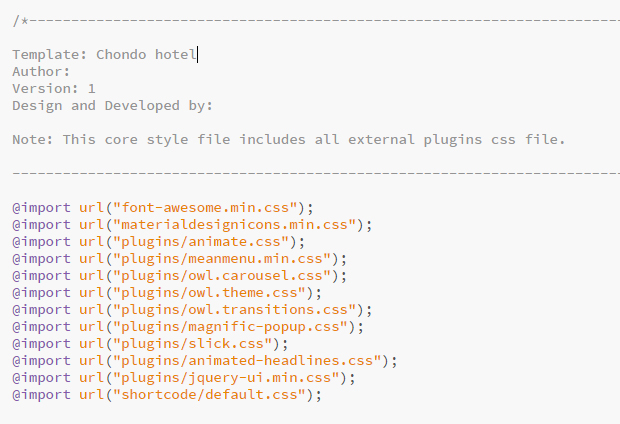 /*------------------------------------------------------------------------
Template: Chondo hotel
Author:
Version: 1
Design and Developed by:
Note: This core style file includes all external plugins css file.
--------------------------------------------------------------------------
@import url("font-awesome.min.css");
@import url("materialdesignicons.min.css");
@import url("plugins/animate.css");
@import url("plugins/meanmenu.min.css");
@import url("plugins/owl.carousel.css");
@import url("plugins/owl.theme.css");
@import url("plugins/owl.transitions.css");
@import url("plugins/magnific-popup.css");
@import url("plugins/slick.css");
@import url("plugins/animated-headlines.css");
@import url("plugins/jquery-ui.min.css");
@import url("shortcode/default.css");